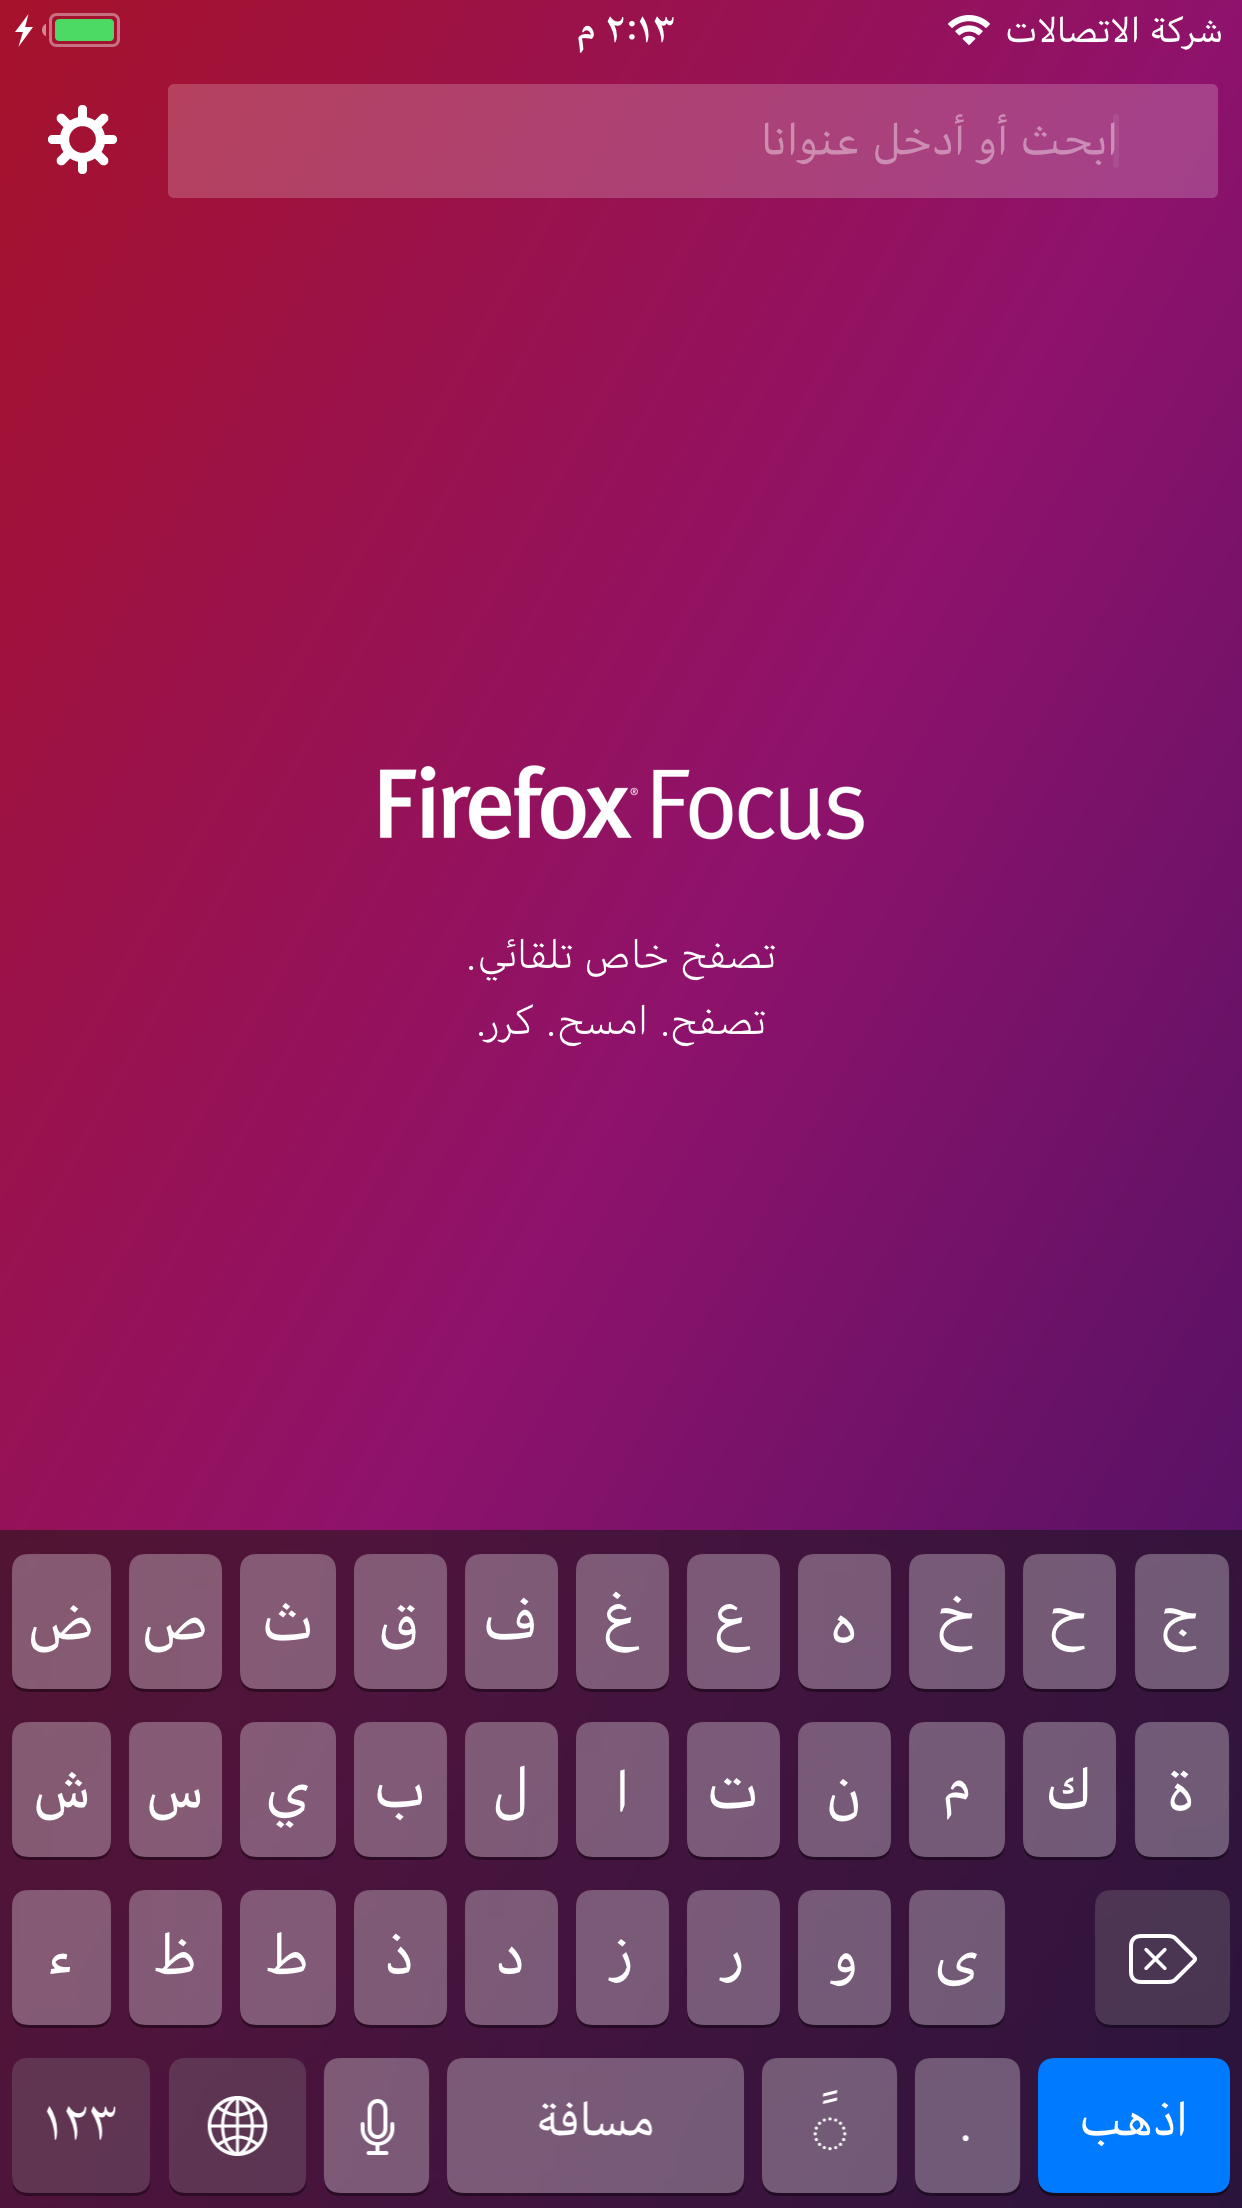 شركة الاتصالات ٢:١٣ م
ابحث أو أدخل عنوانا
Firefox® Focus
تصفح خاص تلقائي.
تصفح. امسح. كرر.
ض ص ث ق ف غ ع ه خ ح ج
ش س ي ب ل ا ت ن م ك ة
ء ظ ط ذ د ز ر و ى
١٢٣ مسافة ◌ً . اذهب